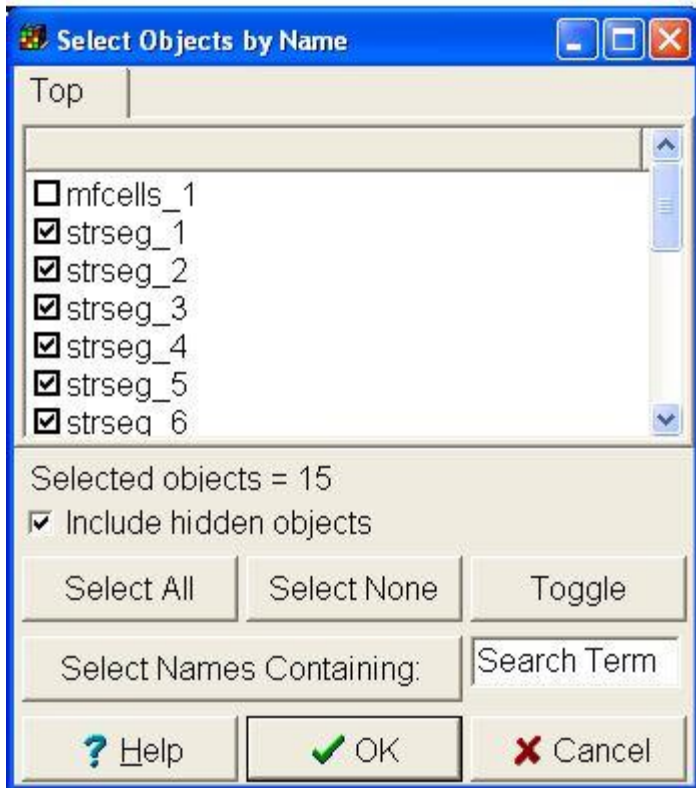 Select Objects by Name
Top
mfcells_1
strseg_1
strseg_2
strseg_3
strseg_4
strseg_5
strseg_6
Selected objects = 15
Include hidden objects
Select All Select None Toggle
Select Names Containing: Search Term
? Help OK Cancel